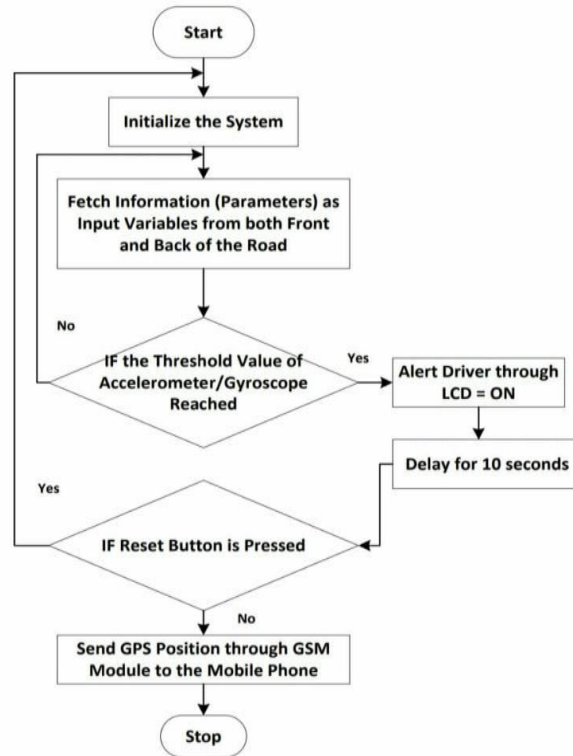 Start
Initialize the System
Fetch Information (Parameters) as
Input Variables from both Front
and Back of the Road
No
IF the Threshold Value of
Accelerometer/Gyroscope
Reached
Yes
Alert Driver through
LCD = ON
Delay for 10 seconds
Yes
IF Reset Button is Pressed
No
Send GPS Position through GSM
Module to the Mobile Phone
Stop